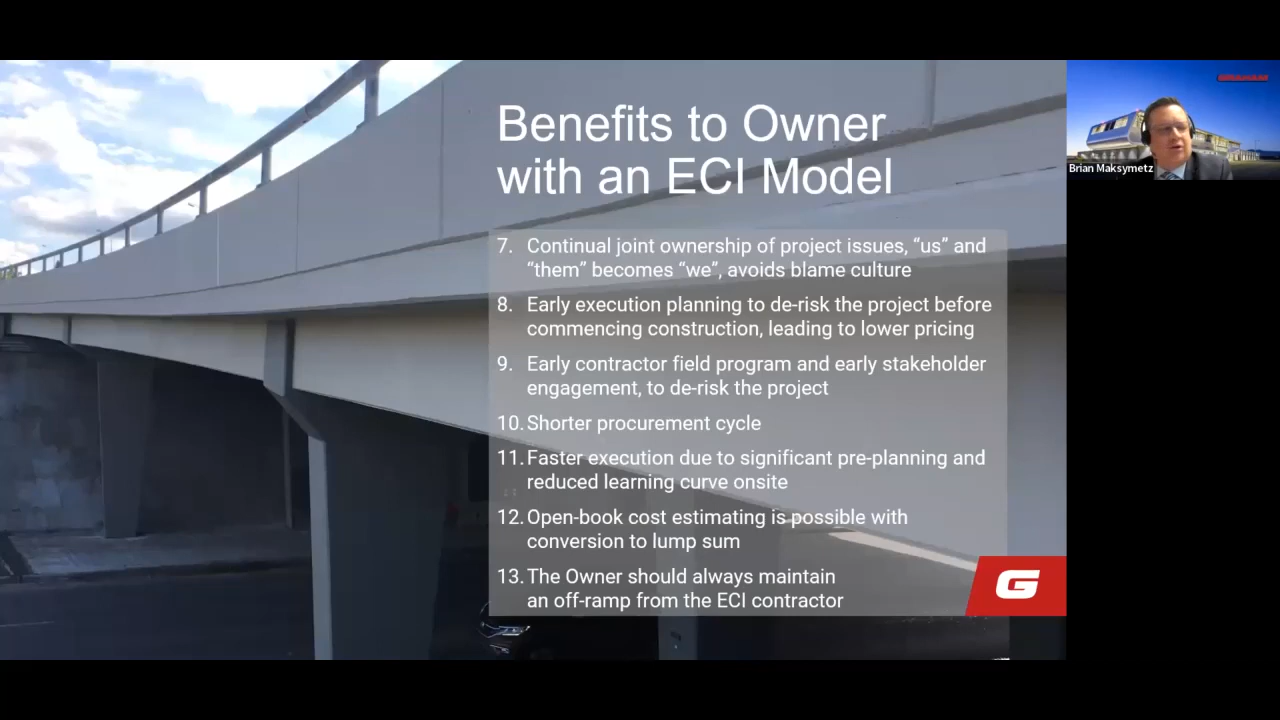 Benefits to Owner
with an ECI Model
7. Continual joint ownership of project issues, “us” and
“them” becomes “we”, avoids blame culture
8. Early execution planning to de-risk the project before
commencing construction, leading to lower pricing
9. Early contractor field program and early stakeholder
engagement, to de-risk the project
10. Shorter procurement cycle
11. Faster execution due to significant pre-planning and
reduced learning curve onsite
12. Open-book cost estimating is possible with
conversion to lump sum
13. The Owner should always maintain
an off-ramp from the ECI contractor
G
Brian Maksymetz